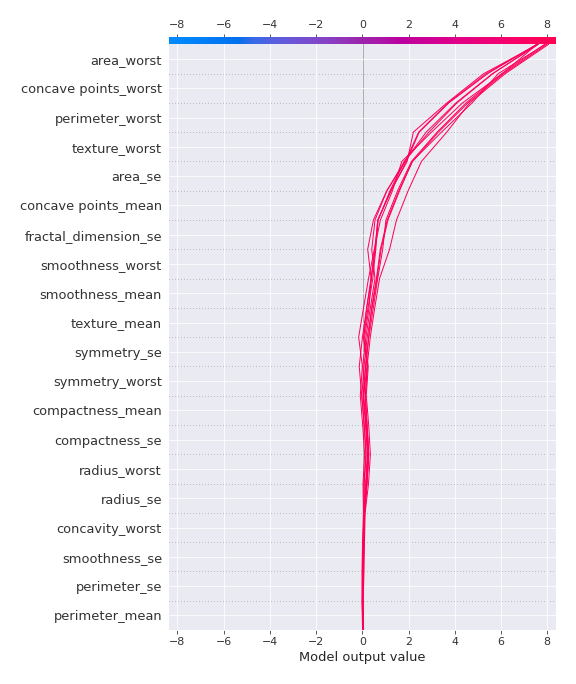 −8 −6 −4 −2 0 2 4 6 8
area_worst
concave points_worst
perimeter_worst
texture_worst
area_se
concave points_mean
fractal_dimension_se
smoothness_worst
smoothness_mean
texture_mean
symmetry_se
symmetry_worst
compactness_mean
compactness_se
radius_worst
radius_se
concavity_worst
smoothness_se
perimeter_se
perimeter_mean
−8 −6 −4 −2 0 2 4 6 8
Model output value